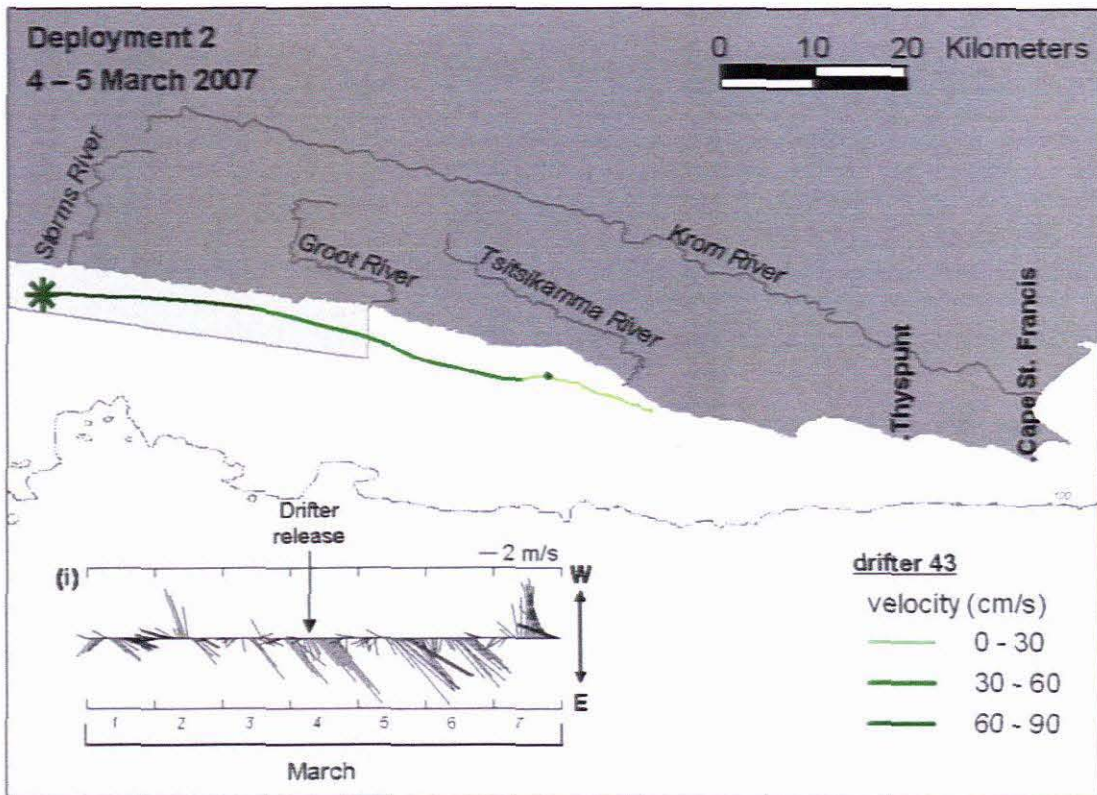 Deployment 2
4 – 5 March 2007
0 10 20 Kilometers
Storms River
Groot River
Tsitsikamma River
Krom River
Thyspunt
Cape St. Francis
100
Drifter
release
2 m/s
(i)
W
E
1 2 3 4 5 6 7
March
drifter 43
velocity (cm/s)
0 - 30
30 - 60
60 - 90